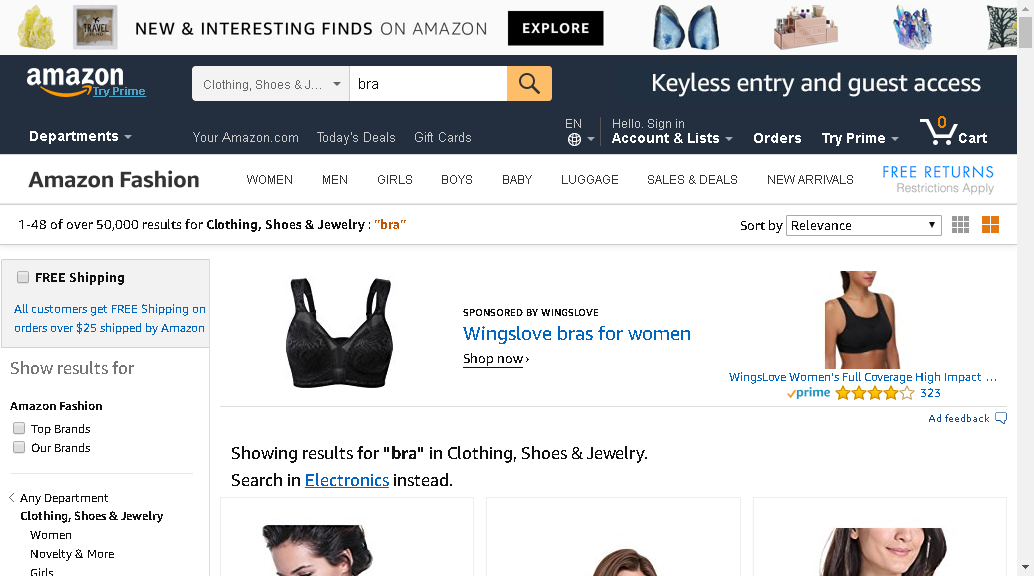 TRAVEL
NEW & INTERESTING FINDS ON AMAZON
EXPLORE
amazon
Try Prime
Clothing, Shoes & J...
bra
Keyless entry and guest access
Departments
Your Amazon.com
Today's Deals
Gift Cards
EN
Hello. Sign in
Account & Lists
Orders
Try Prime
0
Cart
Amazon Fashion
WOMEN
MEN
GIRLS
BOYS
BABY
LUGGAGE
SALES & DEALS
NEW ARRIVALS
FREE RETURNS
Restrictions Apply
1-48 of over 50,000 results for Clothing, Shoes & Jewelry : "bra"
Sort by Relevance
FREE Shipping
All customers get FREE Shipping on
orders over $25 shipped by Amazon
SPONSORED BY WINGSLOVE
Wingslove bras for women
Shop now ›
WingsLove Women's Full Coverage High Impact ...
prime
323
Ad feedback
Show results for
Amazon Fashion
Top Brands
Our Brands
Any Department
Clothing, Shoes & Jewelry
Women
Novelty & More
Girls
Showing results for "bra" in Clothing, Shoes & Jewelry.
Search in Electronics instead.